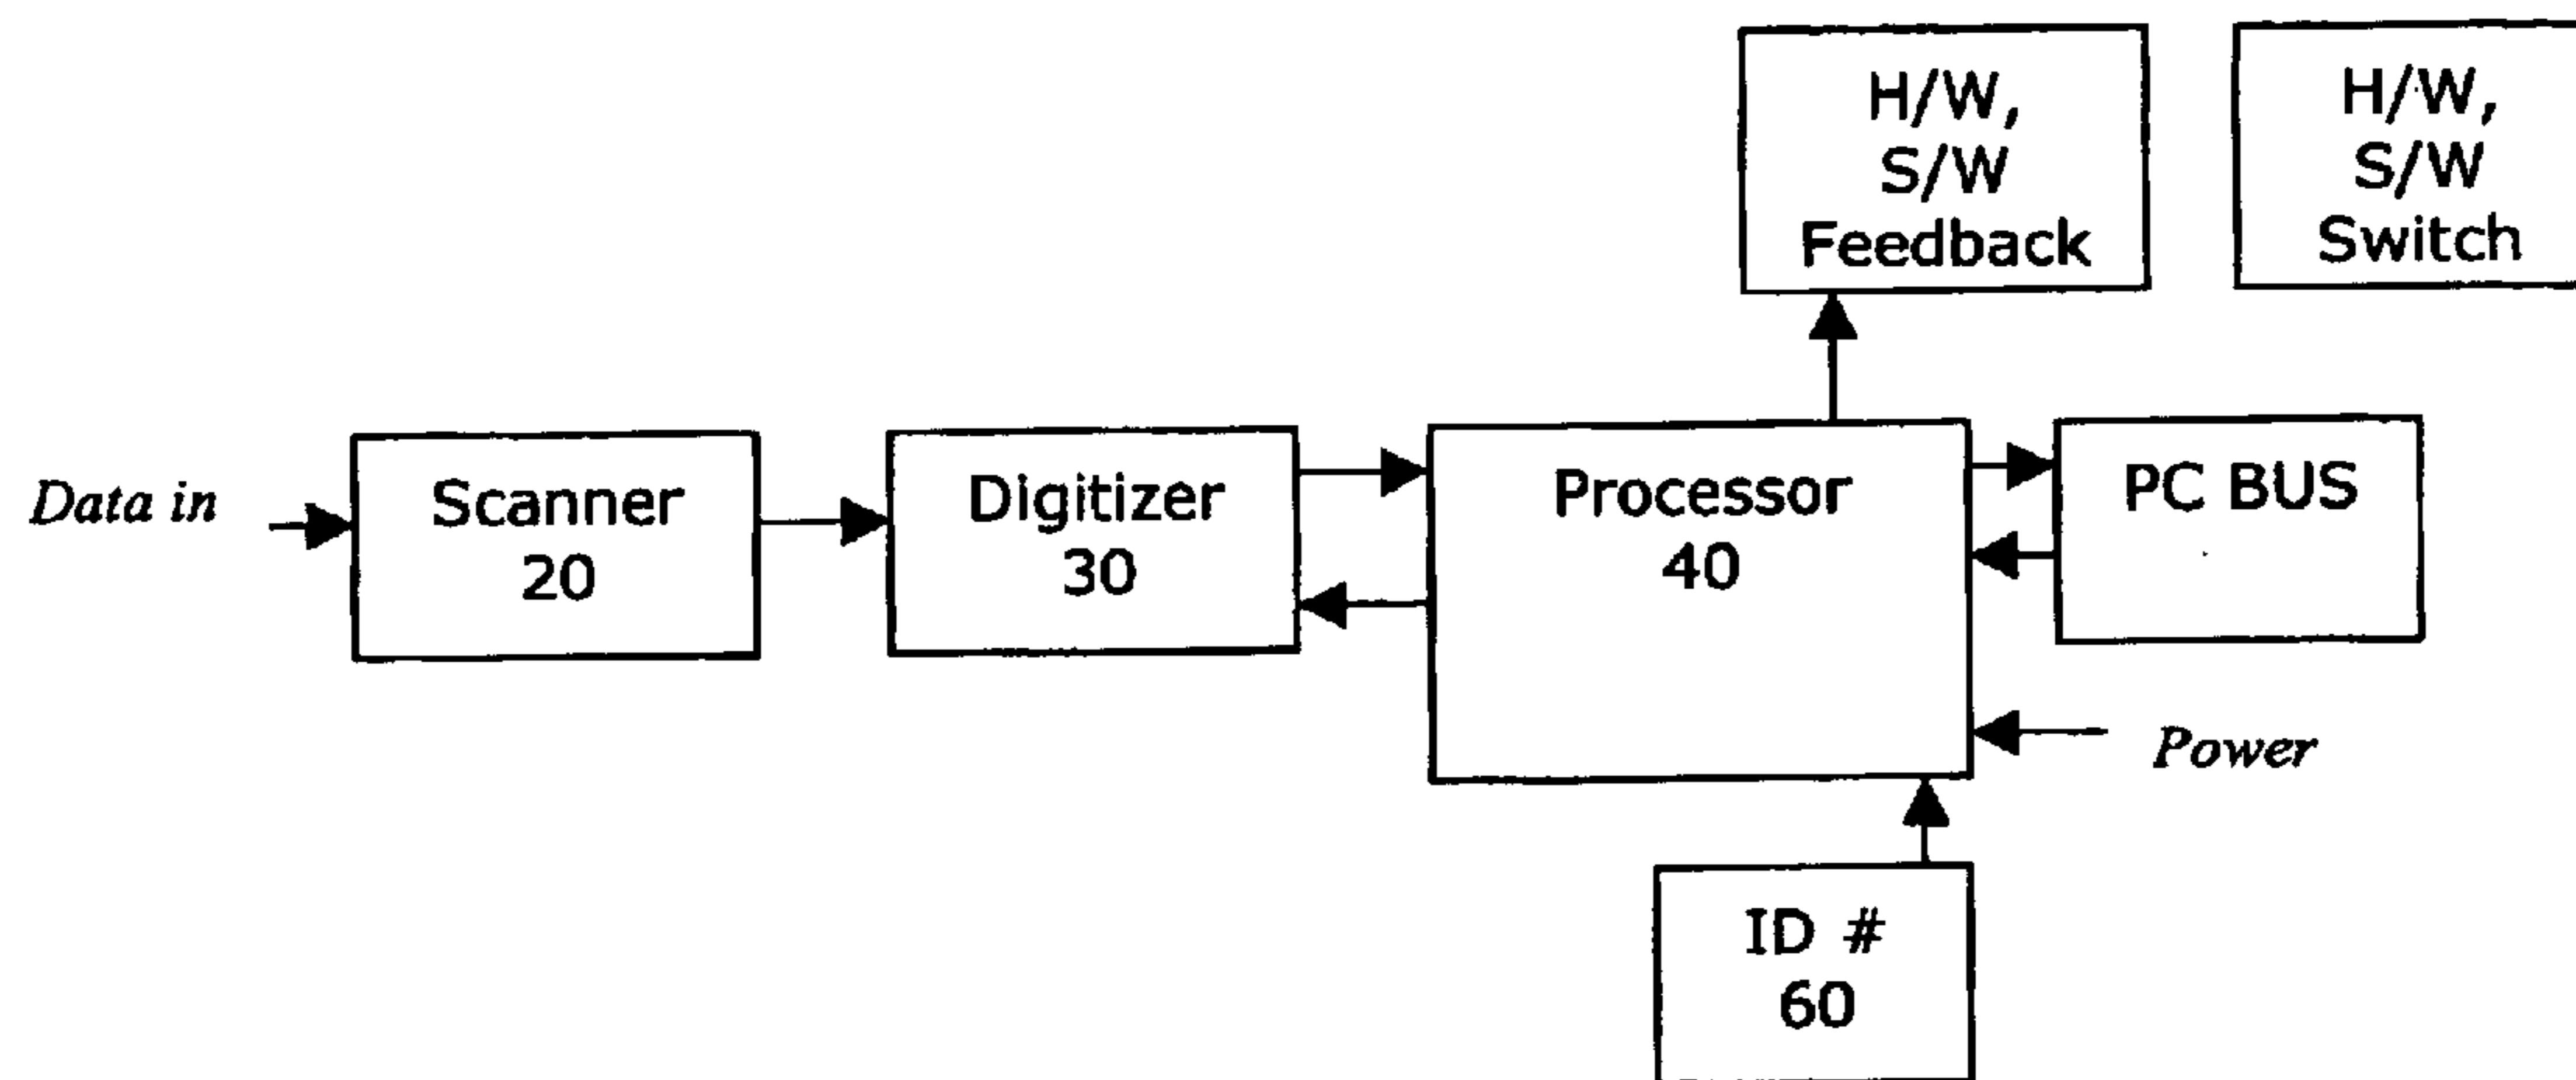 H/W,
S/W
Feedback
H/W,
S/W
Switch
Data in
Scanner
20
Digitizer
30
Processor
40
PC BUS
Power
ID #
60